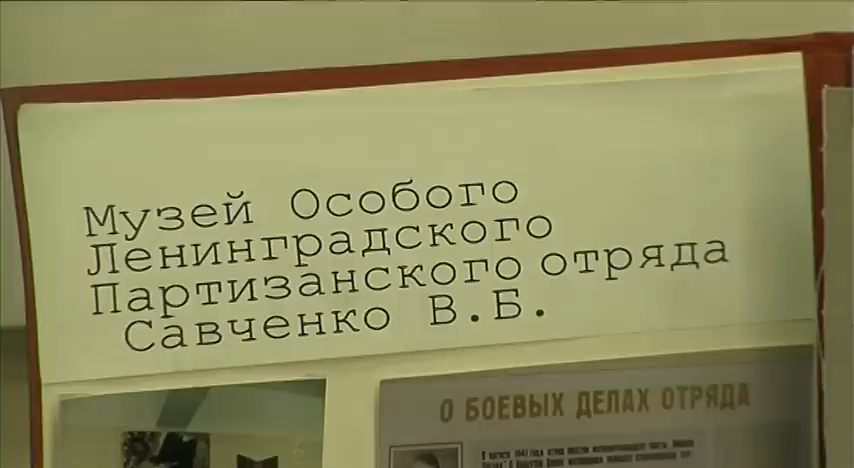 Музей Особого
Ленинградского
Партизанского отряда
Савченко В.Б.
О БОЕВЫХ ДЕЛАХ ОТРЯДА